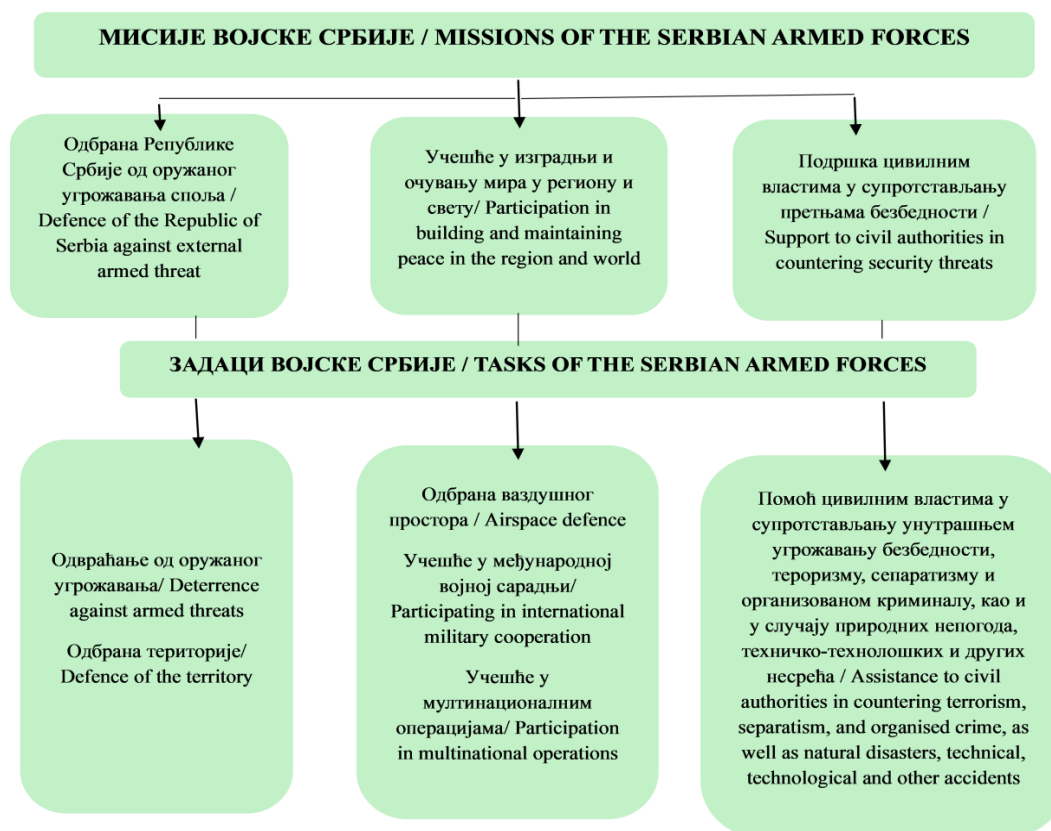 МИСИЈЕ ВОЈСКЕ СРБИЈЕ / MISSIONS OF THE SERBIAN ARMED FORCES
Одбрана Републике
Србије од оружаног
угрожавања споља /
Defence of the Republic of
Serbia against external
armed threat
Учешће у изградњи и
очувању мира у региону и
свету/ Participation in
building and maintaining
peace in the region and world
Подршка цивилним
властима у супротстављању
претњама безбедности /
Support to civil authorities in
countering security threats
ЗАДАЦИ ВОЈСКЕ СРБИЈЕ / TASKS OF THE SERBIAN ARMED FORCES
Одвраћање од оружаног
угрожавања/ Deterrence
against armed threats
Одбрана територије/
Defence of the territory
Одбрана ваздушног
простора / Airspace defence
Учешће у међународној
војној сарадњи/
Participating in international
military cooperation
Учешће у
мултинационалним
операцијама/ Participation
in multinational operations
Помоћ цивилним властима у
супротстављању унутрашњем
угрожавању безбедности,
тероризму, сепаратизму и
организованом криминалу, као и
у случају природних непогода,
техничко-технолошких и других
несрећа / Assistance to civil
authorities in countering terrorism,
separatism, and organised crime, as
well as natural disasters, technical,
technological and other accidents